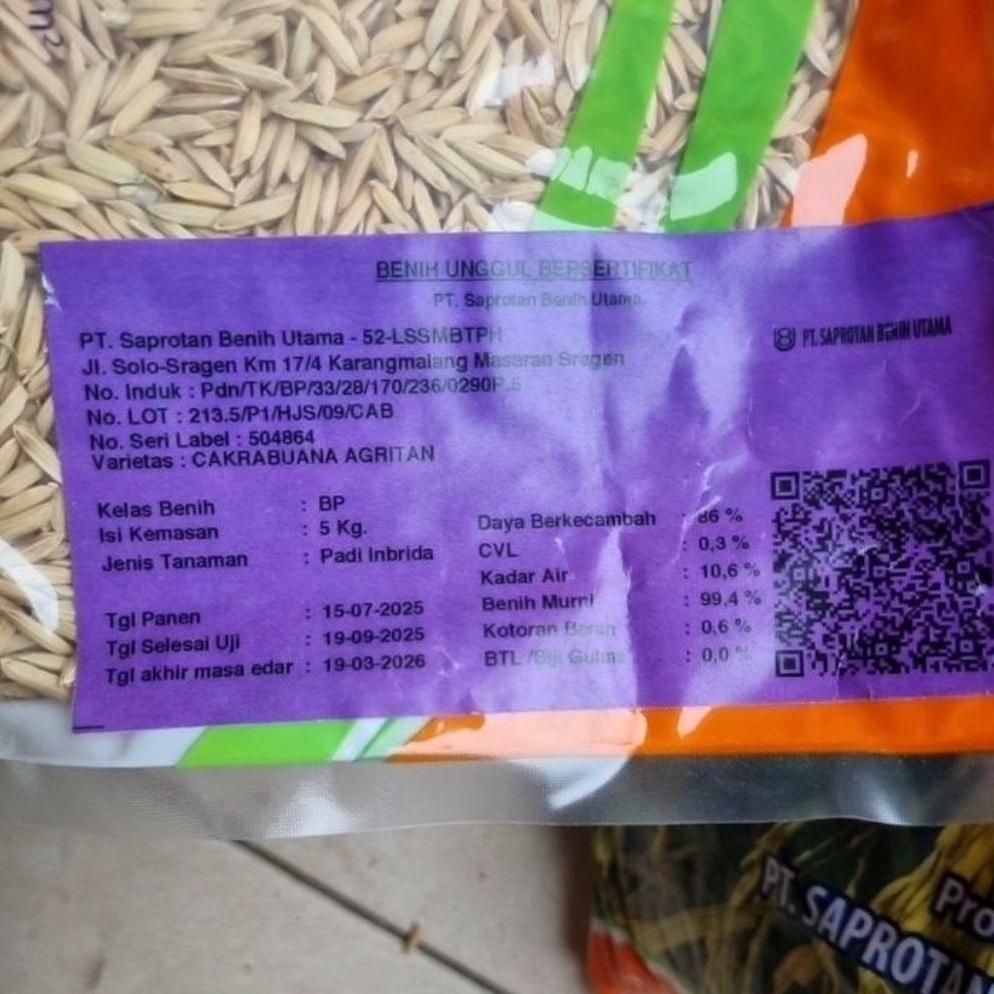 m²
BENIH UNGGUL BERSERTIFIKAT
PT. Saprotan Benih Utama
PT. Saprotan Benih Utama - 52-LSSMBTPH
Jl. Solo-Sragen Km 17/4 Karangmalang Masaran Sragen
No. Induk : Pdn/TK/BP/33/28/170/236/0290P.5
No. LOT : 213.5/P1/HJS/09/CAB
No. Seri Label : 504864
Varietas : CAKRABUANA AGRITAN
PT. SAPROTAN BENIH UTAMA
Kelas Benih : BP
Isi Kemasan : 5 Kg.
Jenis Tanaman : Padi Inbrida
Tgl Panen : 15-07-2025
Tgl Selesai Uji : 19-09-2025
Tgl akhir masa edar : 19-03-2026
Daya Berkecambah : 86 %
CVL : 0,3 %
Kadar Air : 10,6 %
Benih Murni : 99.4 %
Kotoran Benih : 0,6 %
BTL /Biji Gulma : 0,0 %
Pro
PT. SAPROTAN